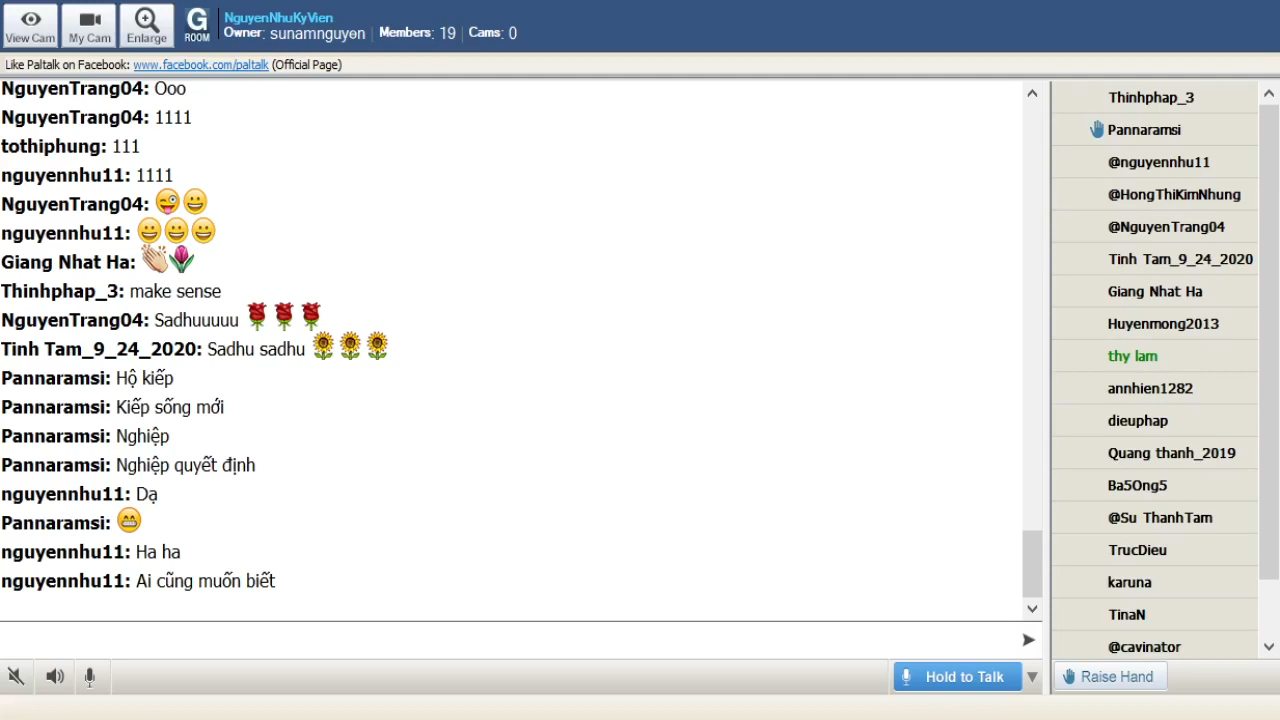 View Cam
My Cam
Enlarge
G
ROOM
NguyenNhuKyVien
Owner: sunamnguyen | Members: 19 | Cams: 0
Like Paltalk on Facebook: www.facebook.com/paltalk (Official Page)
NguyenTrang04: Ooo
NguyenTrang04: 1111
tothiphung: 111
nguyennhu11: 1111
NguyenTrang04: 😜😀
nguyennhu11: 😀😀😀
Giang Nhat Ha: 👏🌷
Thinhphap_3: make sense
NguyenTrang04: Sadhuuuuu 🌹🌹🌹
Tinh Tam_9_24_2020: Sadhu sadhu 🌻🌻🌻
Pannaramsi: Hộ kiếp
Pannaramsi: Kiếp sống mới
Pannaramsi: Nghiệp
Pannaramsi: Nghiệp quyết định
nguyennhu11: Dạ
Pannaramsi: 😁
nguyennhu11: Ha ha
nguyennhu11: Ai cũng muốn biết
Hold to Talk
Thinhphap_3
Pannaramsi
@nguyennhu11
@HongThiKimNhung
@NguyenTrang04
Tinh Tam_9_24_2020
Giang Nhat Ha
Huyenmong2013
thy lam
annhien1282
dieuphap
Quang thanh_2019
Ba5Ong5
@Su ThanhTam
TrucDieu
karuna
TinaN
@cavinator
Raise Hand